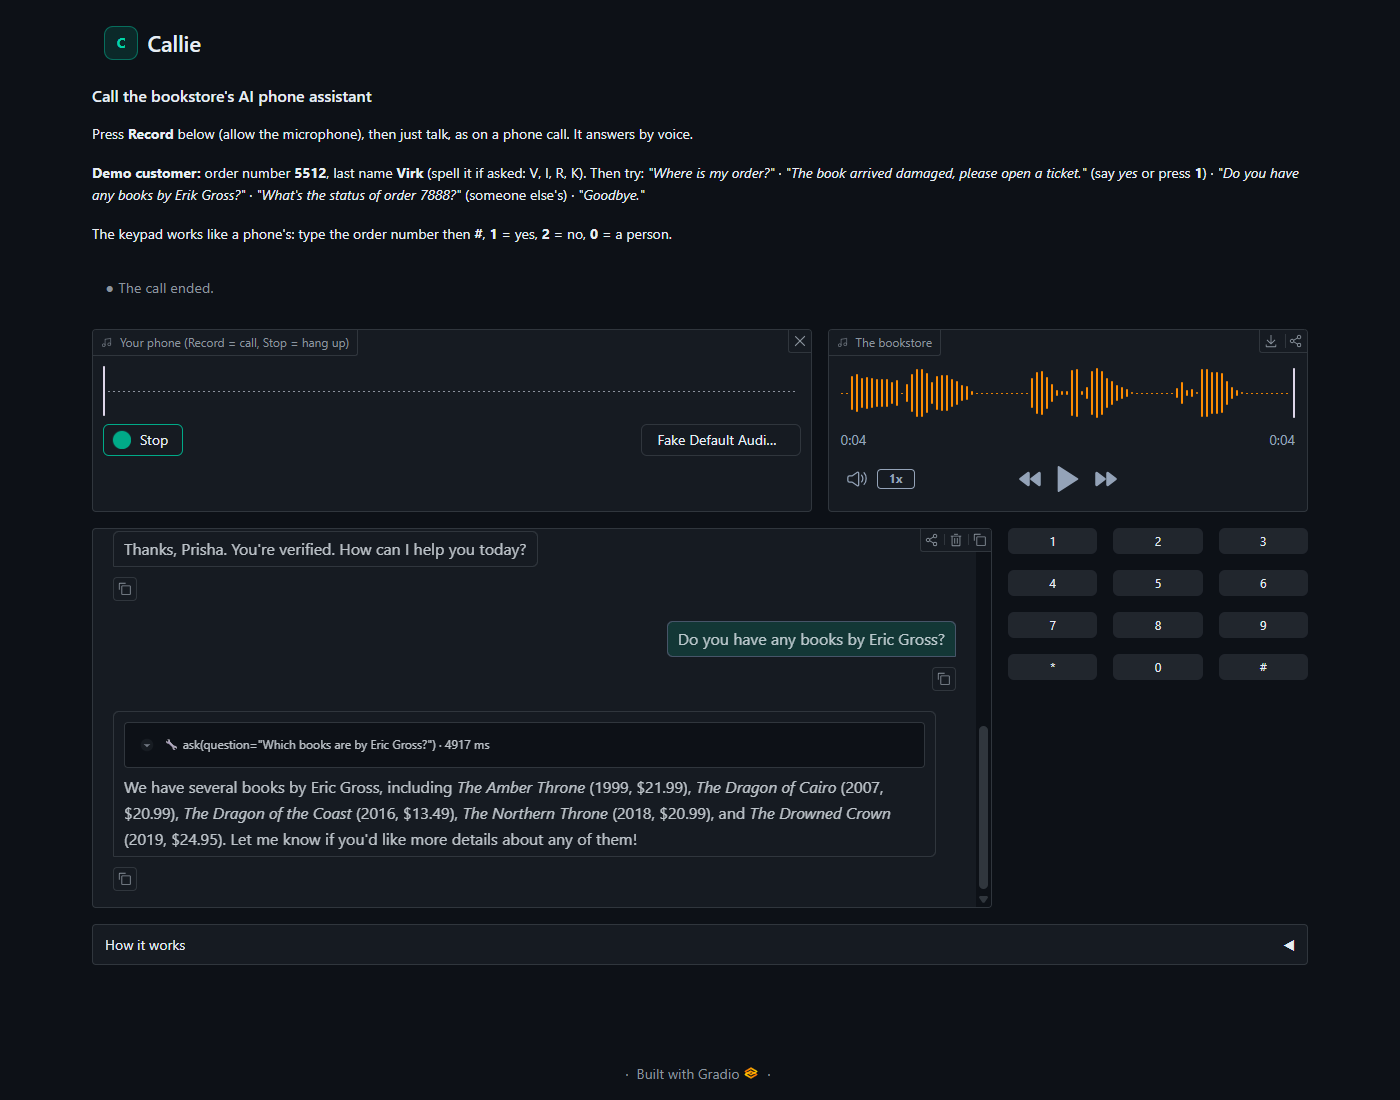 C Callie
Call the bookstore's AI phone assistant
Press Record below (allow the microphone), then just talk, as on a phone call. It answers by voice.
Demo customer: order number 5512, last name Virk (spell it if asked: V, I, R, K). Then try: "Where is my order?" · "The book arrived damaged, please open a ticket." (say yes or press 1) · "Do you have
any books by Erik Gross?" · "What's the status of order 7888?" (someone else's) · "Goodbye."
The keypad works like a phone's: type the order number then #, 1 = yes, 2 = no, 0 = a person.
● The call ended.
Your phone (Record = call, Stop = hang up)
Stop
Fake Default Audi...
The bookstore
0:04
0:04
1x
Thanks, Prisha. You're verified. How can I help you today?
Do you have any books by Eric Gross?
ask(question="Which books are by Eric Gross?") · 4917 ms
We have several books by Eric Gross, including The Amber Throne (1999, $21.99), The Dragon of Cairo (2007,
$20.99), The Dragon of the Coast (2016, $13.49), The Northern Throne (2018, $20.99), and The Drowned Crown
(2019, $24.95). Let me know if you'd like more details about any of them!
1 2 3
4 5 6
7 8 9
* 0 #
How it works
· Built with Gradio ·